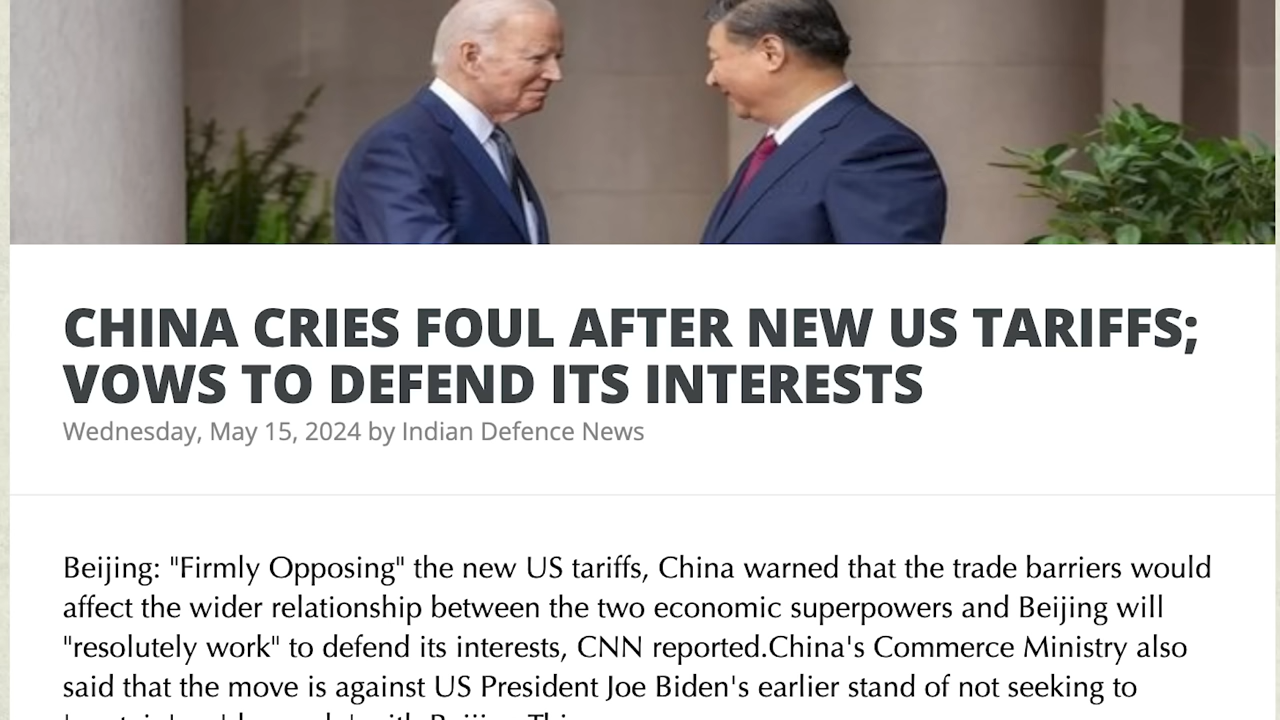 CHINA CRIES FOUL AFTER NEW US TARIFFS;
VOWS TO DEFEND ITS INTERESTS
Wednesday, May 15, 2024 by Indian Defence News
Beijing: "Firmly Opposing" the new US tariffs, China warned that the trade barriers would
affect the wider relationship between the two economic superpowers and Beijing will
"resolutely work" to defend its interests, CNN reported.China's Commerce Ministry also
said that the move is against US President Joe Biden's earlier stand of not seeking to